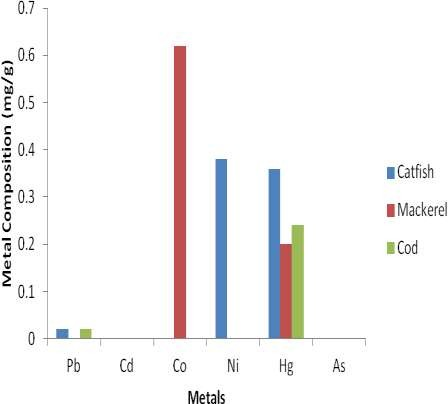 Metal Composition (mg/g)
0.7
0.6
0.5
0.4
0.3
0.2
0.1
0
Pb Cd Co Ni Hg As
Metals
Catfish
Mackerel
Cod